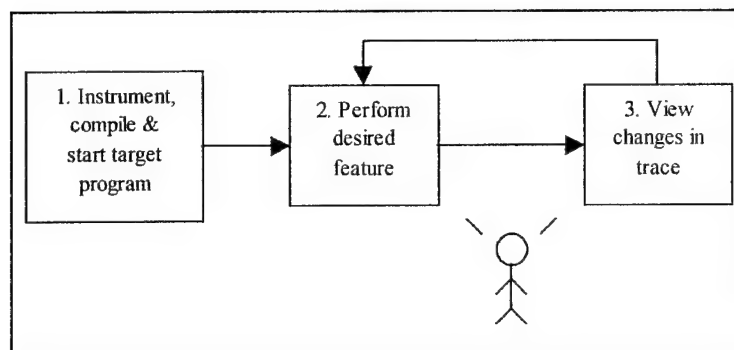 1. Instrument,
compile &
start target
program
2. Perform
desired
feature
3. View
changes in
trace